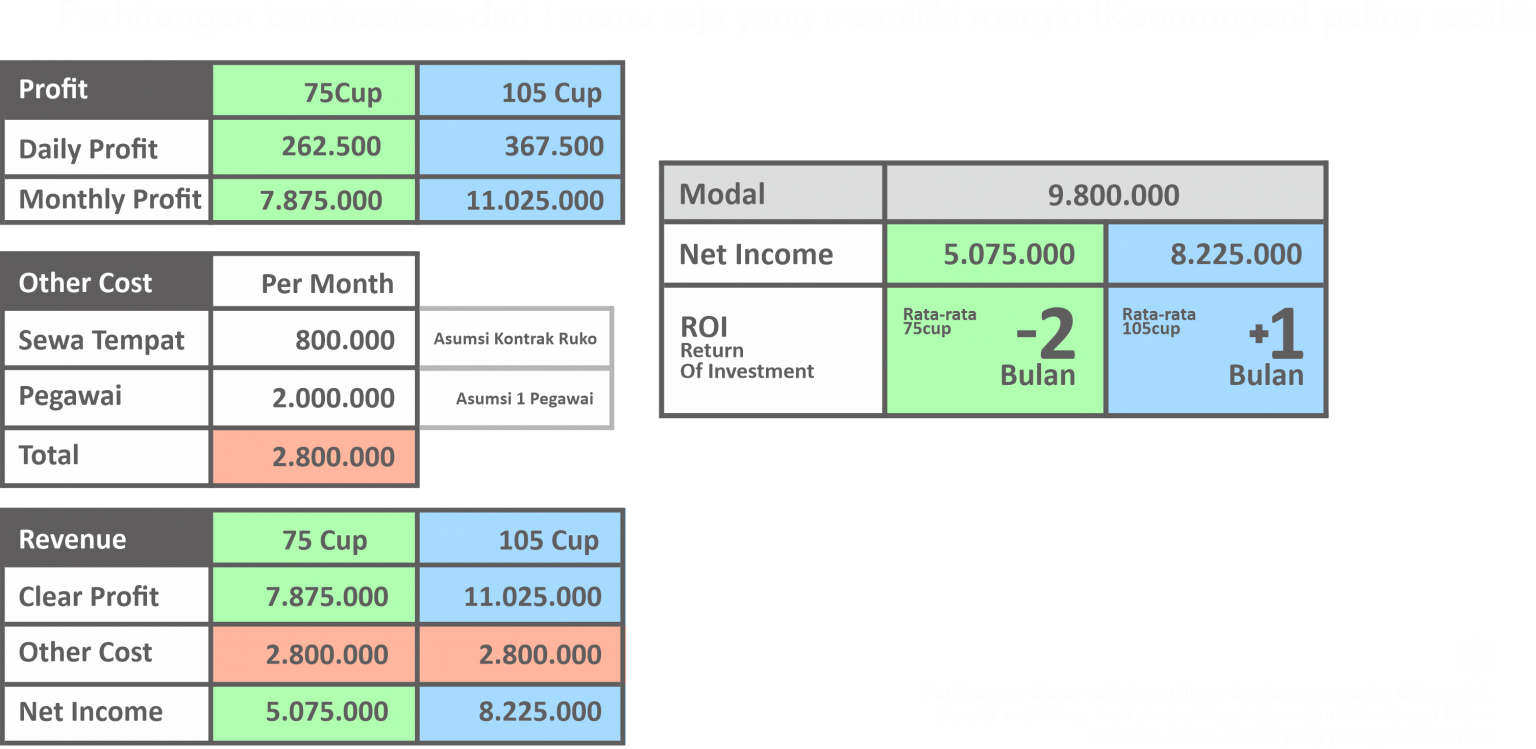 Perhitungan berdasarkan dari 1 menu saja yang memiliki margin (Keuntungan) paling sedikit
Profit 75Cup 105 Cup
Daily Profit 262.500 367.500
Monthly Profit 7.875.000 11.025.000
Other Cost Per Month
Sewa Tempat 800.000 Asumsi Kontrak Ruko
Pegawai 2.000.000 Asumsi 1 Pegawai
Total 2.800.000
Revenue 75 Cup 105 Cup
Clear Profit 7.875.000 11.025.000
Other Cost 2.800.000 2.800.000
Net Income 5.075.000 8.225.000
Modal 9.800.000
Net Income 5.075.000 8.225.000
ROI
Return
Of Investment
Rata-rata
75cup
-2
Bulan
Rata-rata
105cup
+1
Bulan